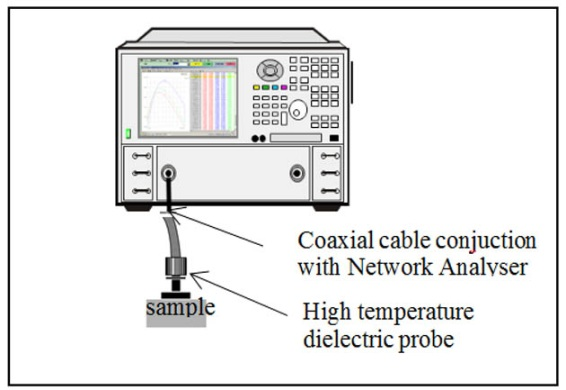 Coaxial cable conjuction
with Network Analyser
sample
High temperature
dielectric probe